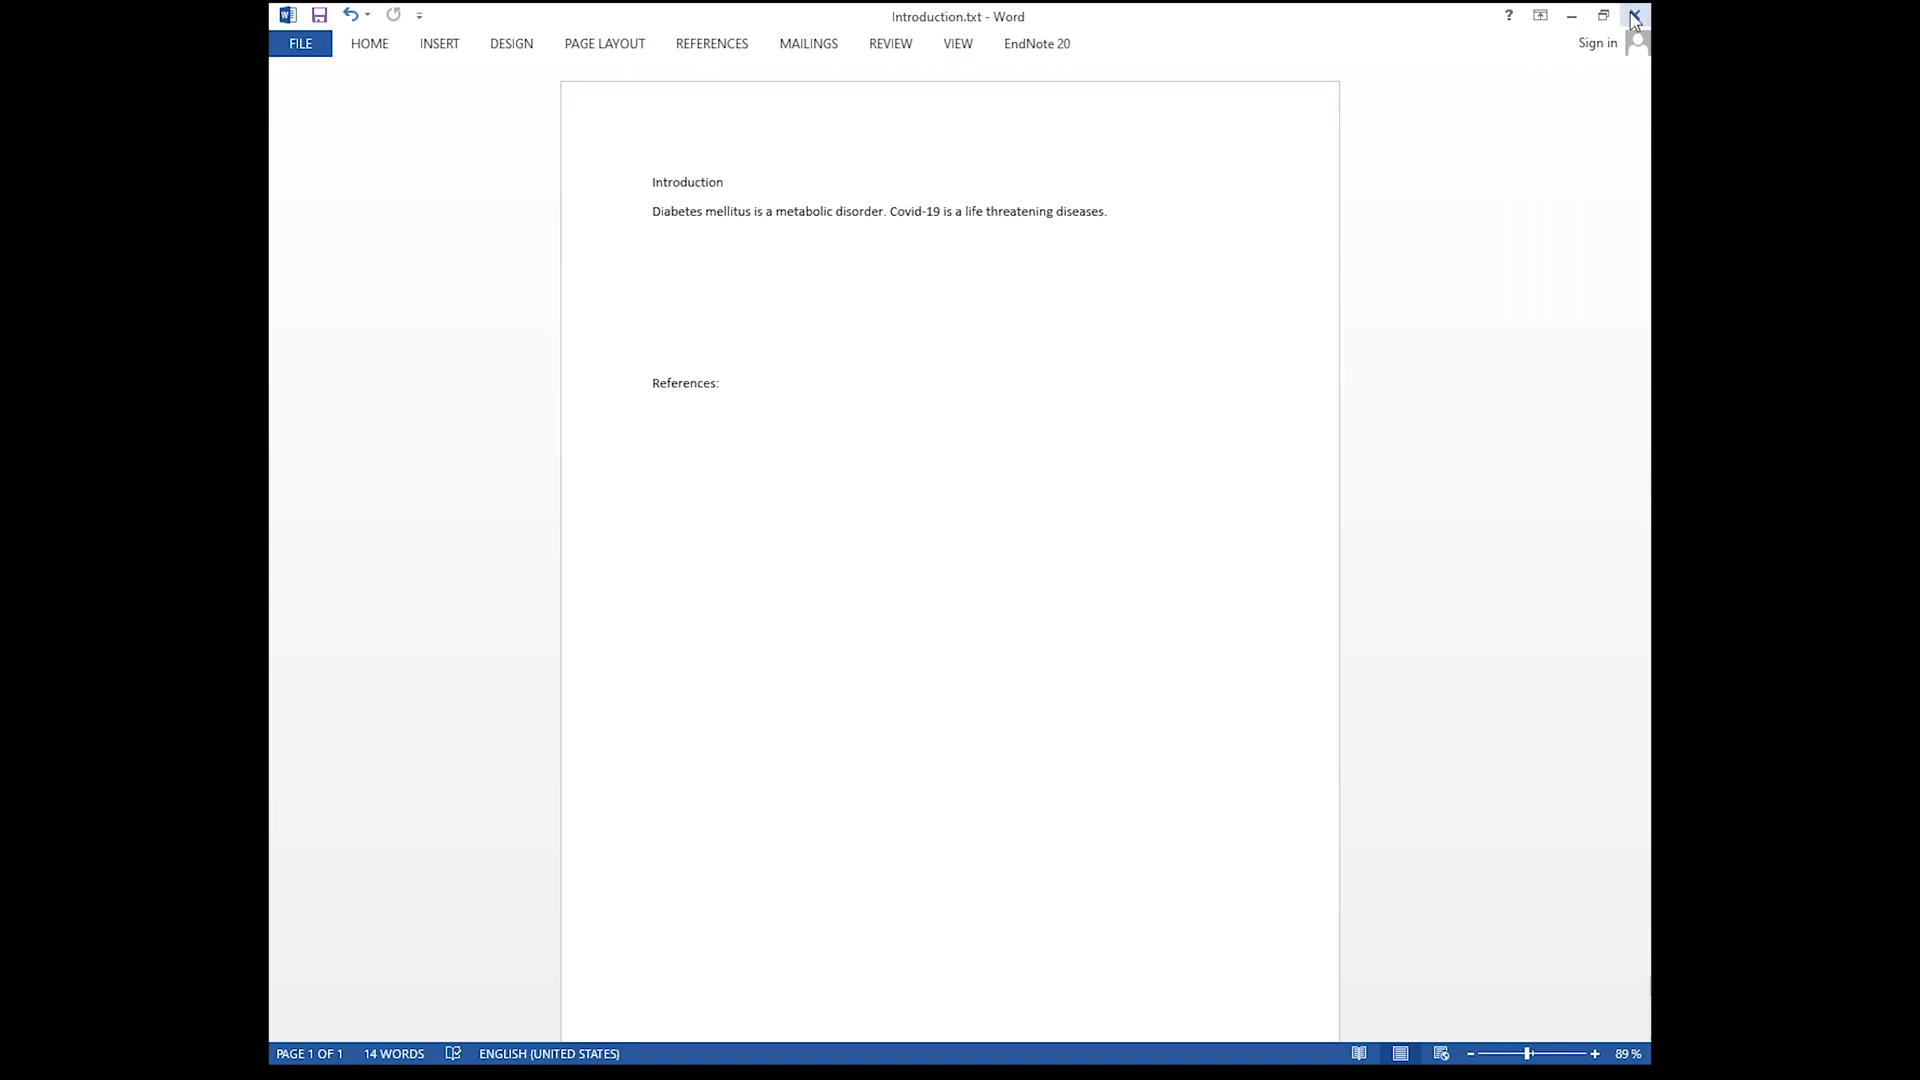 Introduction.txt - Word
?
FILE HOME INSERT DESIGN PAGE LAYOUT REFERENCES MAILINGS REVIEW VIEW EndNote 20 Sign in
Introduction
Diabetes mellitus is a metabolic disorder. Covid-19 is a life threatening diseases.
References:
PAGE 1 OF 1 14 WORDS ENGLISH (UNITED STATES) 89 %